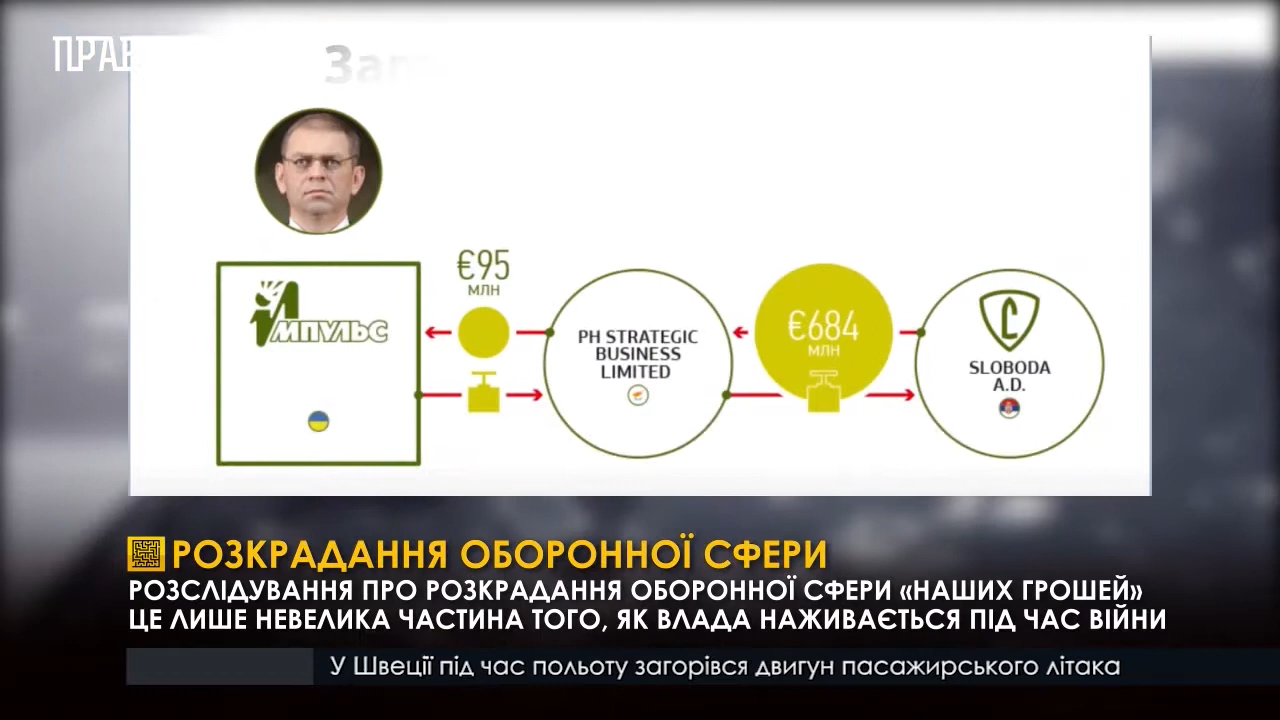 €95
МЛН
ІМПУЛЬС
PH STRATEGIC
BUSINESS
LIMITED
€684
МЛН
SLOBODA
A.D.
РОЗКРАДАННЯ ОБОРОННОЇ СФЕРИ
РОЗСЛІДУВАННЯ ПРО РОЗКРАДАННЯ ОБОРОННОЇ СФЕРИ «НАШИХ ГРОШЕЙ»
ЦЕ ЛИШЕ НЕВЕЛИКА ЧАСТИНА ТОГО, ЯК ВЛАДА НАЖИВАЄТЬСЯ ПІД ЧАС ВІЙНИ
У Швеції під час польоту загорівся двигун пасажирського літака